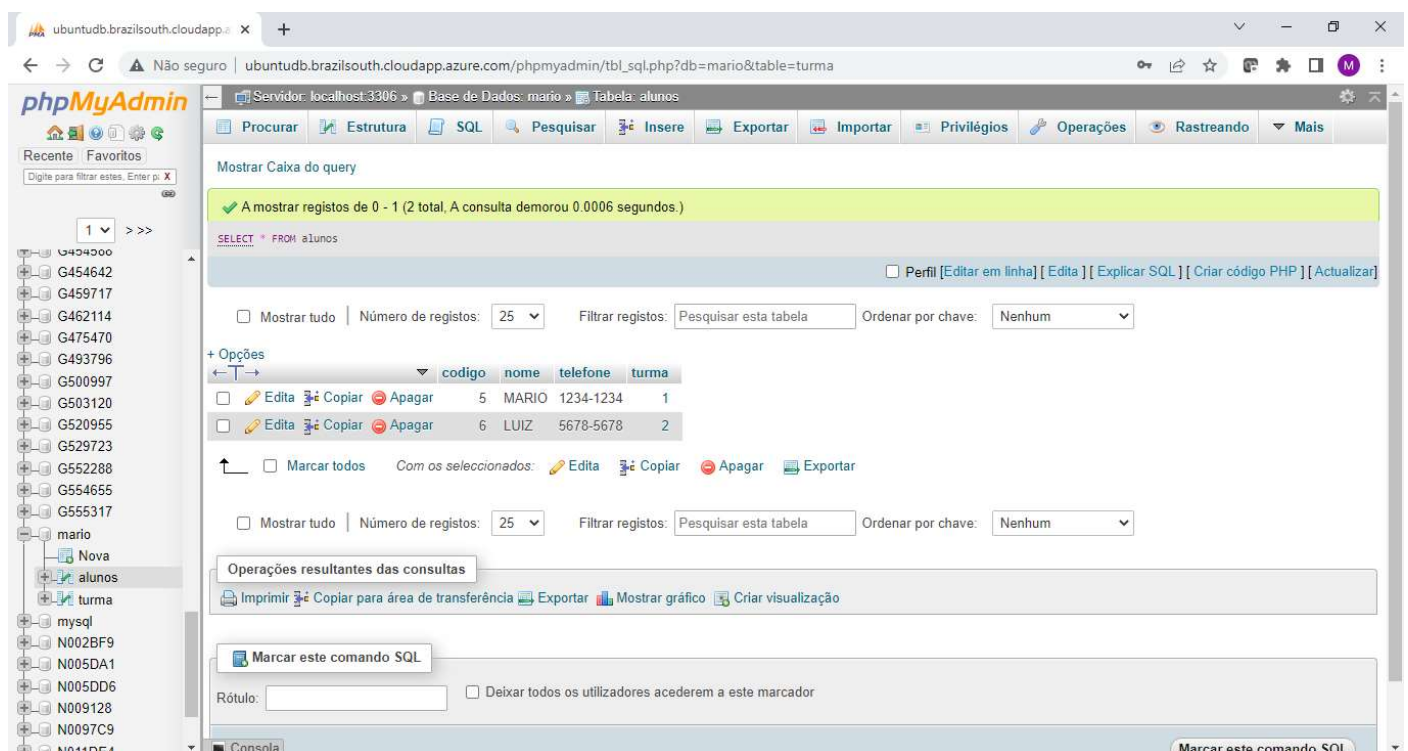 ubuntudb.brazilsouth.cloudapp.a
Não seguro ubuntudb.brazilsouth.cloudapp.azure.com/phpmyadmin/tbl_sql.php?db=mario&table=turma
M
phpMyAdmin
Recente Favoritos
Digite para filtrar estes, Enter p: X
1 > >>
G454588
G454642
G459717
G462114
G475470
G493796
G500997
G503120
G520955
G529723
G552288
G554655
G555317
mario
Nova
alunos
turma
mysql
N002BF9
N005DA1
N005DD6
N009128
N0097C9
N011DE4
Servidor: localhost:3306 » Base de Dados: mario » Tabela: alunos
Procurar Estrutura SQL Pesquisar Insere Exportar Importar Privilégios Operações Rastreando Mais
Mostrar Caixa do query
A mostrar registos de 0 - 1 (2 total, A consulta demorou 0.0006 segundos.)
SELECT * FROM alunos
Perfil [Editar em linha] [ Edita ] [ Explicar SQL ] [ Criar código PHP ] [ Actualizar]
Mostrar tudo | Número de registos: 25 Filtrar registos: Pesquisar esta tabela Ordenar por chave: Nenhum
+ Opções
←T→ codigo nome telefone turma
Edita Copiar Apagar 5 MARIO 1234-1234 1
Edita Copiar Apagar 6 LUIZ 5678-5678 2
Marcar todos Com os seleccionados: Edita Copiar Apagar Exportar
Mostrar tudo | Número de registos: 25 Filtrar registos: Pesquisar esta tabela Ordenar por chave: Nenhum
Operações resultantes das consultas
Imprimir Copiar para área de transferência Exportar Mostrar gráfico Criar visualização
Marcar este comando SQL
Rótulo: Deixar todos os utilizadores acederem a este marcador
Consola Marcar este comando SQL